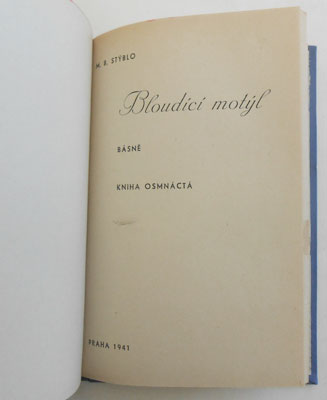 M. B. STÝBLO
Bloudící motýl
BÁSNĚ
KNIHA OSMNÁCTÁ
PRAHA 1941